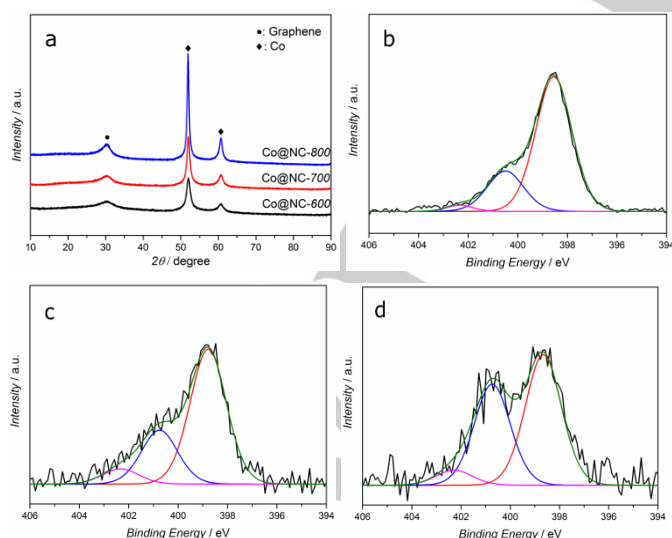 a
●: Graphene
♦: Co
Intensity / a.u.
Co@NC-800
Co@NC-700
Co@NC-600
10 20 30 40 50 60 70 80 90
2θ / degree
b
Intensity / a.u.
406 404 402 400 398 396 394
Binding Energy / eV
c
Intensity / a.u.
406 404 402 400 398 396 394
Binding Energy / eV
d
Intensity / a.u.
406 404 402 400 398 396 394
Binding Energy / eV